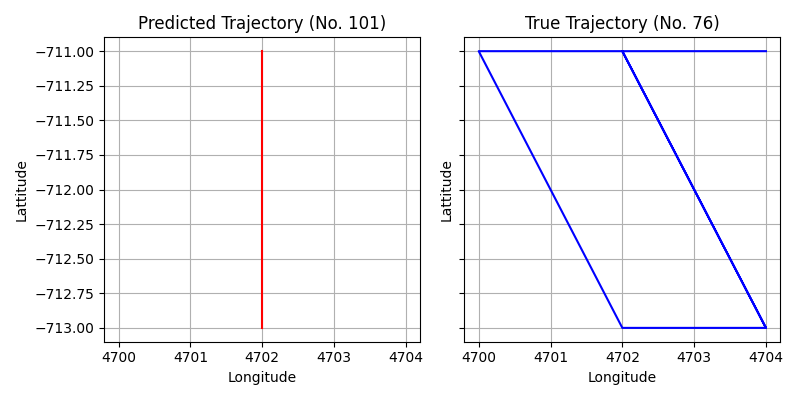 Predicted Trajectory (No. 101)
−711.00
−711.25
−711.50
−711.75
−712.00
−712.25
−712.50
−712.75
−713.00
Lattitude
4700 4701 4702 4703 4704
Longitude
True Trajectory (No. 76)
Lattitude
4700 4701 4702 4703 4704
Longitude